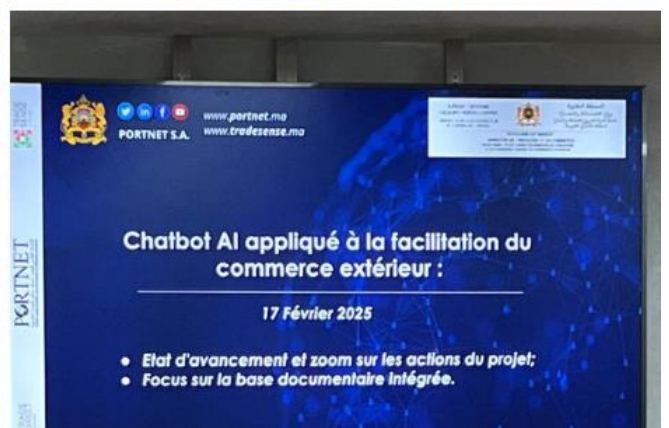 PORTNET S.A.
www.portnet.ma
www.tradesense.ma
PORTNET
Chatbot AI appliqué à la facilitation du
commerce extérieur :
17 Février 2025
• Etat d'avancement et zoom sur les actions du projet;
• Focus sur la base documentaire intégrée.